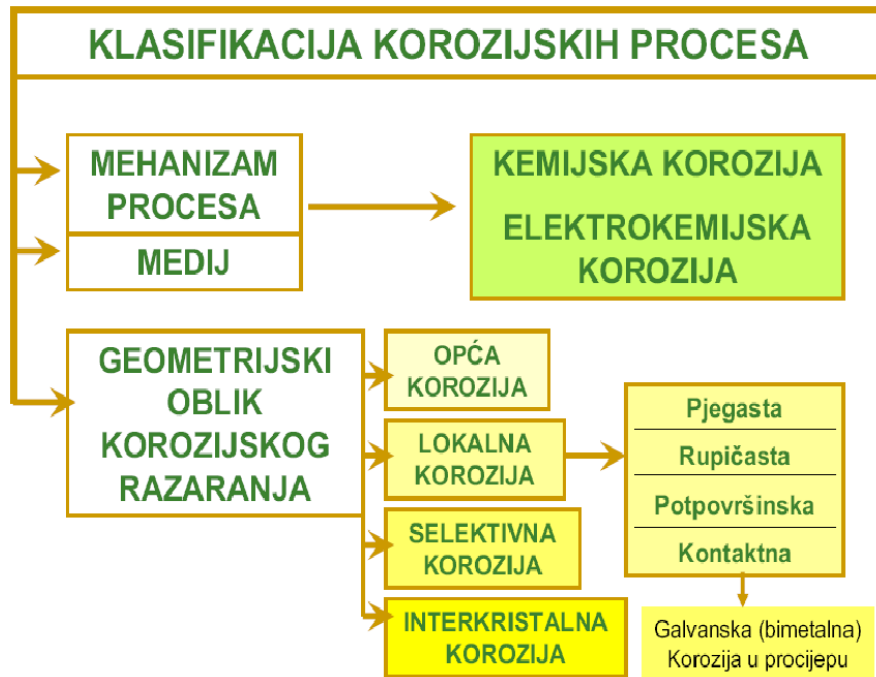 KLASIFIKACIJA KOROZIJSKIH PROCESA
MEHANIZAM
PROCESA
MEDIJ
KEMIJSKA KOROZIJA
ELEKTROKEMIJSKA
KOROZIJA
GEOMETRIJSKI
OBLIK
KOROZIJSKOG
RAZARANJA
OPĆA
KOROZIJA
LOKALNA
KOROZIJA
SELEKTIVNA
KOROZIJA
INTERKRISTALNA
KOROZIJA
Pjegasta
Rupičasta
Potpovršinska
Kontaktna
Galvanska (bimetalna)
Korozija u procijepu